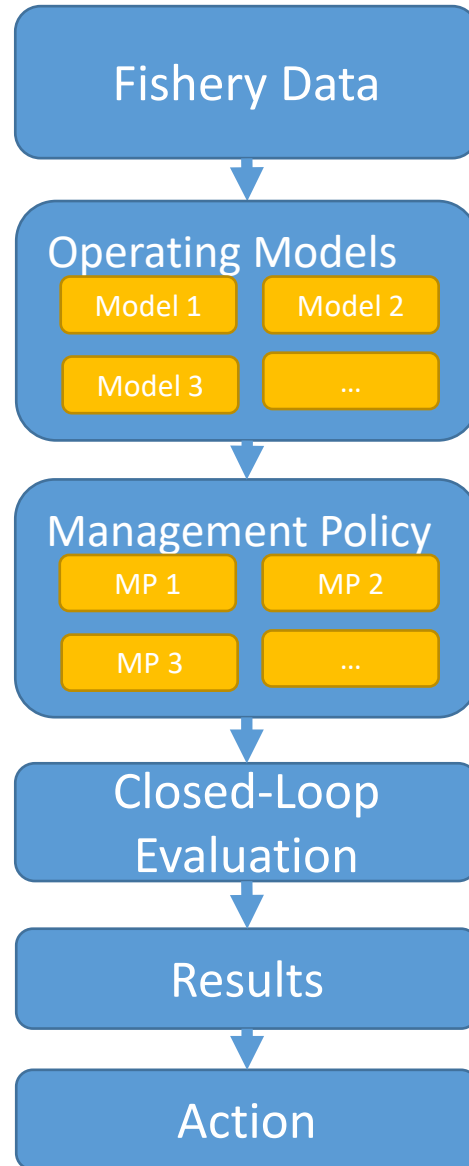 Fishery Data
Operating Models
Model 1
Model 2
Model 3
...
Management Policy
MP 1
MP 2
MP 3
...
Closed-Loop
Evaluation
Results
Action